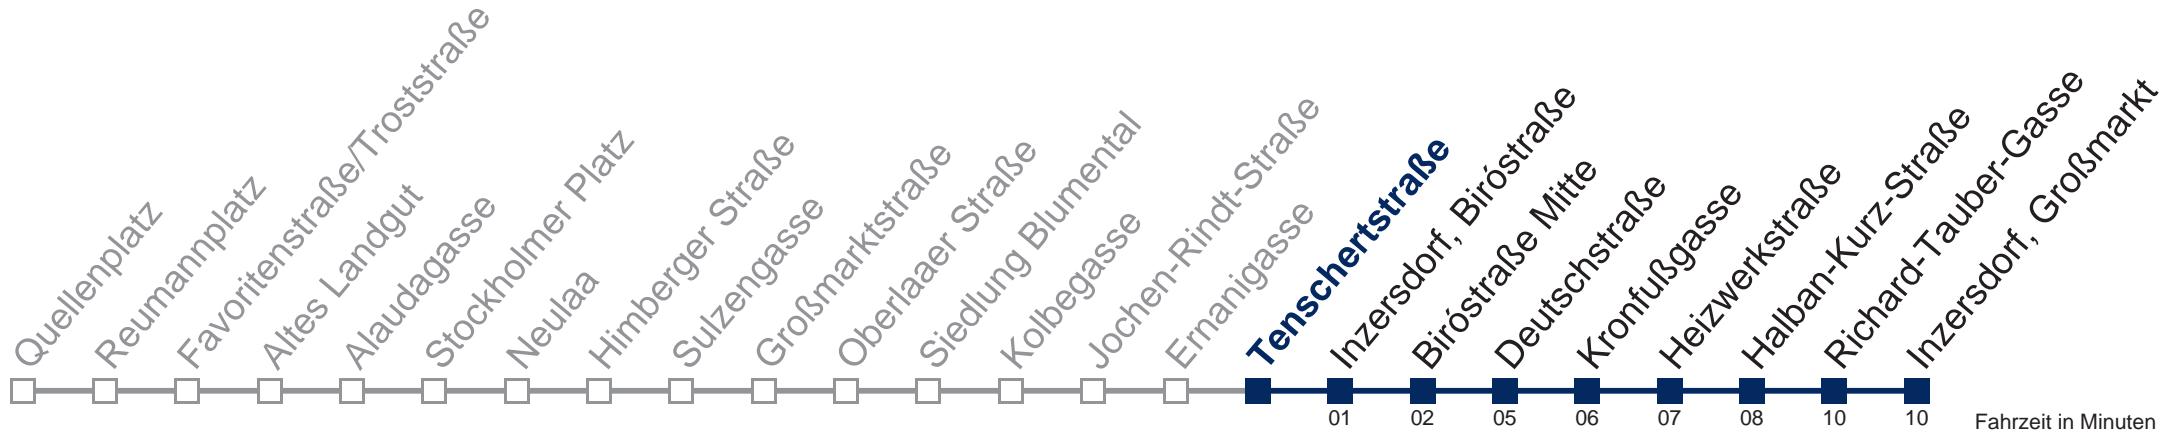 Quellenplatz
Reumannplatz
Favoritenstraße/Troststraße
Altes Landgut
Alaudagasse
Stockholmer Platz
Neulaa
Himberger Straße
Sulzengasse
Großmarktstraße
Oberlaaer Straße
Siedlung Blumental
Kolbegasse
Jochen-Rindt-Straße
Ernanigasse
Tenschertstraße
Inzersdorf, Biróstraße
Biróstraße Mitte
Deutschstraße
Kronfußgasse
Heizwerkstraße
Halban-Kurz-Straße
Richard-Tauber-Gasse
Inzersdorf, Großmarkt
01 02 05 06 07 08 10 10 Fahrzeit in Minuten